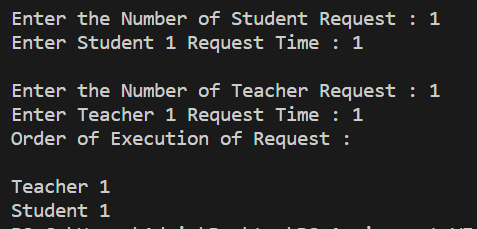 Enter the Number of Student Request : 1
Enter Student 1 Request Time : 1
Enter the Number of Teacher Request : 1
Enter Teacher 1 Request Time : 1
Order of Execution of Request :
Teacher 1
Student 1